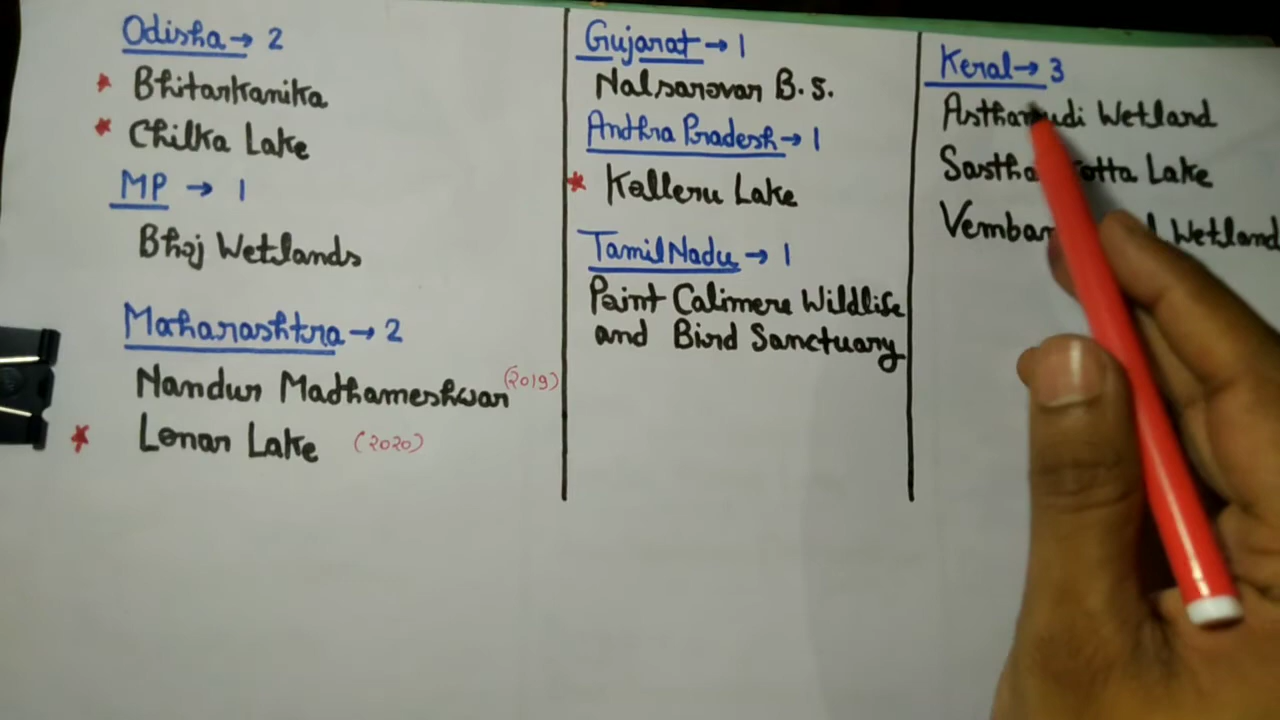 Odisha → 2
Bhitarkanika
Chilka Lake
MP → 1
Bhoj Wetlands
Maharashtra → 2
Nandur Madhameshwar (2019)
Lonar Lake (2020)
Gujarat → 1
Nalsarovar B.S.
Andhra Pradesh → 1
Kolleru Lake
Tamil Nadu → 1
Point Calimere Wildlife
and Bird Sanctuary
Keral → 3
Wetland
Lake
Wetland